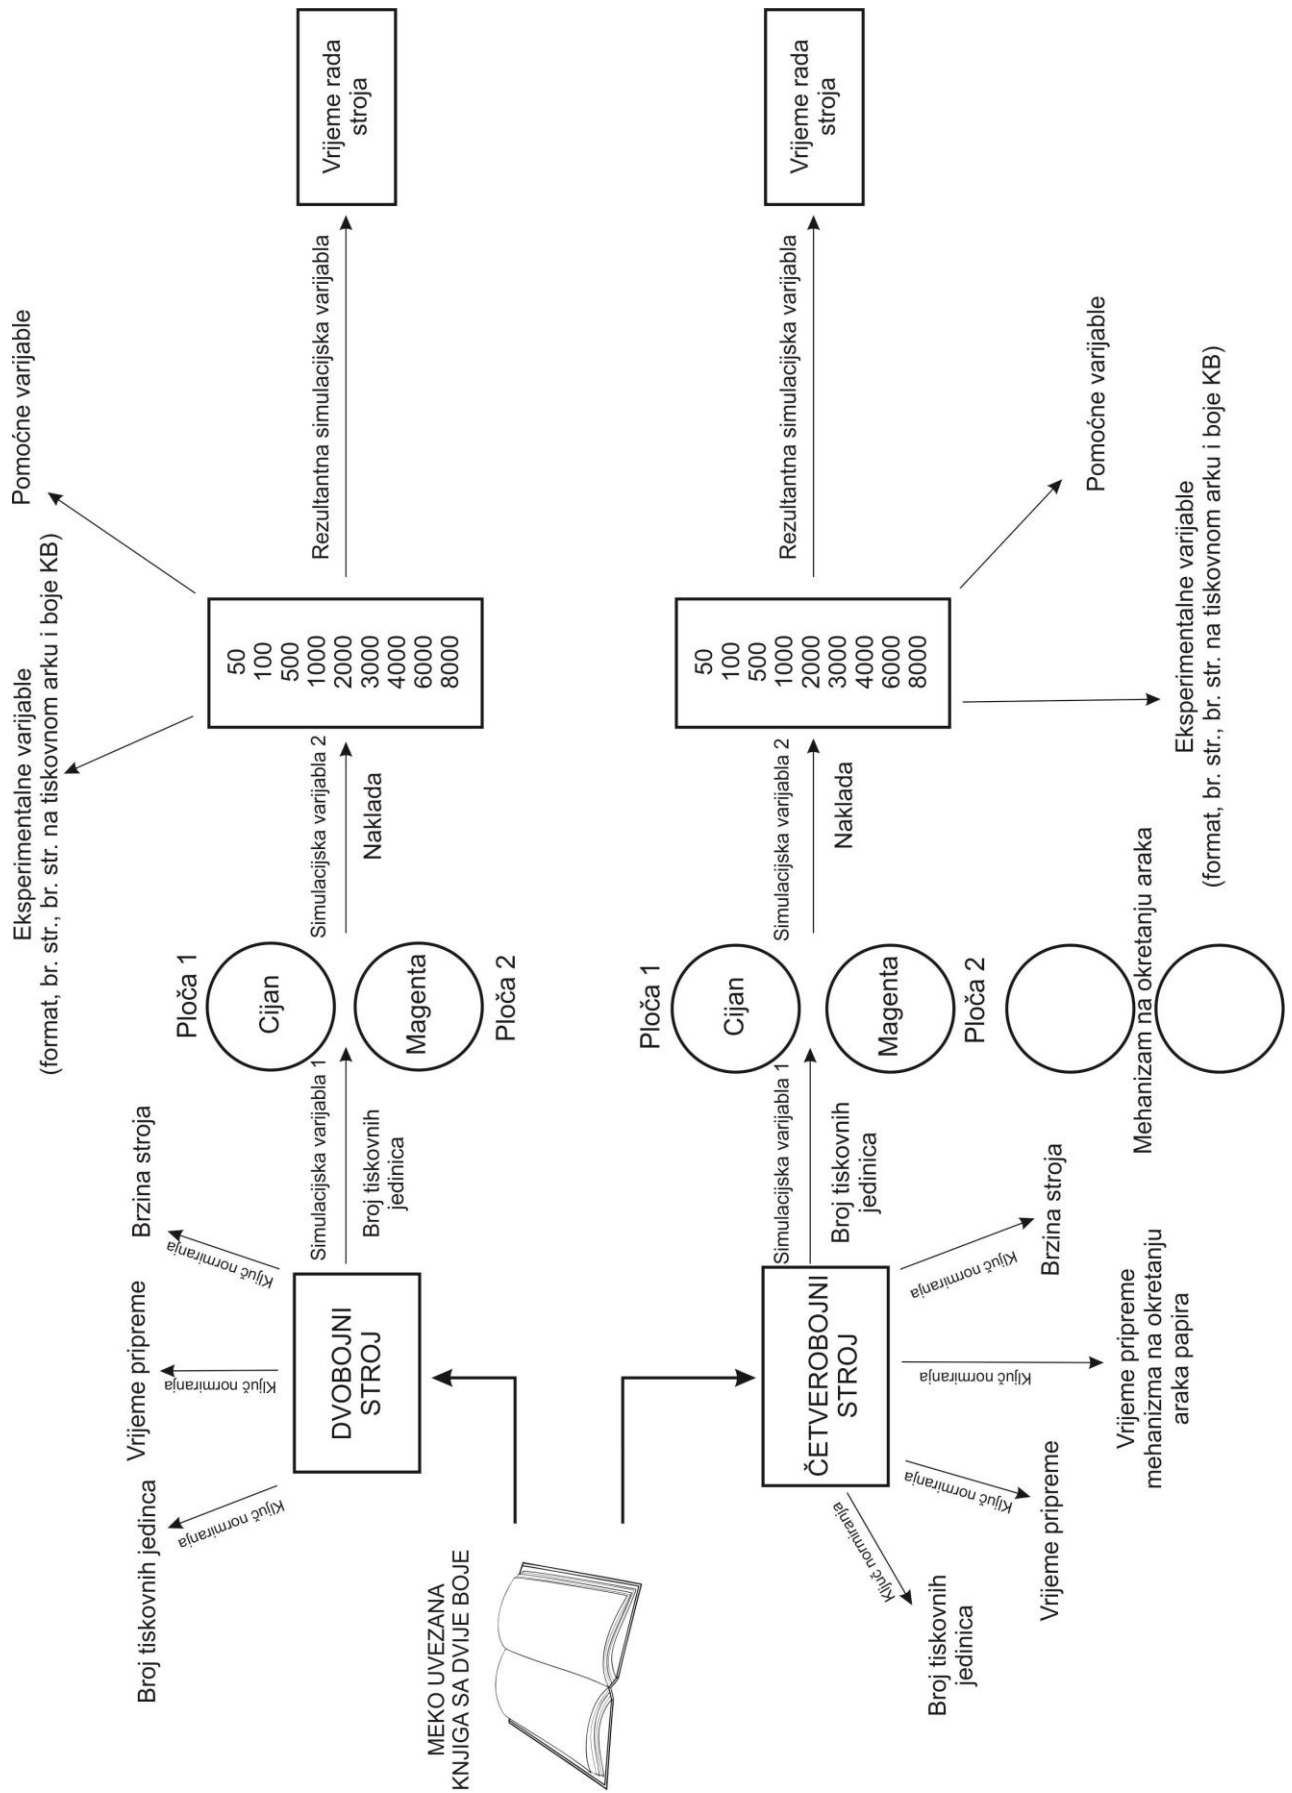 MEKO UVEZANA
KNJIGA SA DVIJE BOJE
Broj tiskovnih jedinca
Ključ normiranja
Vrijeme pripreme
Ključ normiranja
Brzina stroja
Ključ normiranja
DVOBOJNI
STROJ
Simulacijska varijabla 1
Broj tiskovnih
jedinica
Ploča 1
Cijan
Magenta
Ploča 2
Simulacijska varijabla 2
Naklada
Eksperimentalne varijable
(format, br. str., br. str. na tiskovnom arku i boje KB)
Pomoćne varijable
50
100
500
1000
2000
3000
4000
6000
8000
Rezultantna simulacijska varijabla
Vrijeme rada
stroja
ČETVEROBOJNI
STROJ
Ključ normiranja
Broj tiskovnih
jedinica
Ključ normiranja
Vrijeme pripreme
Ključ normiranja
Vrijeme pripreme
mehanizma na okretanju
araka papira
Ključ normiranja
Brzina stroja
Simulacijska varijabla 1
Broj tiskovnih
jedinica
Ploča 1
Cijan
Magenta
Ploča 2
Mehanizam na okretanju araka
Simulacijska varijabla 2
Naklada
50
100
500
1000
2000
3000
4000
6000
8000
Eksperimentalne varijable
(format, br. str., br. str. na tiskovnom arku i boje KB)
Pomoćne varijable
Rezultantna simulacijska varijabla
Vrijeme rada
stroja